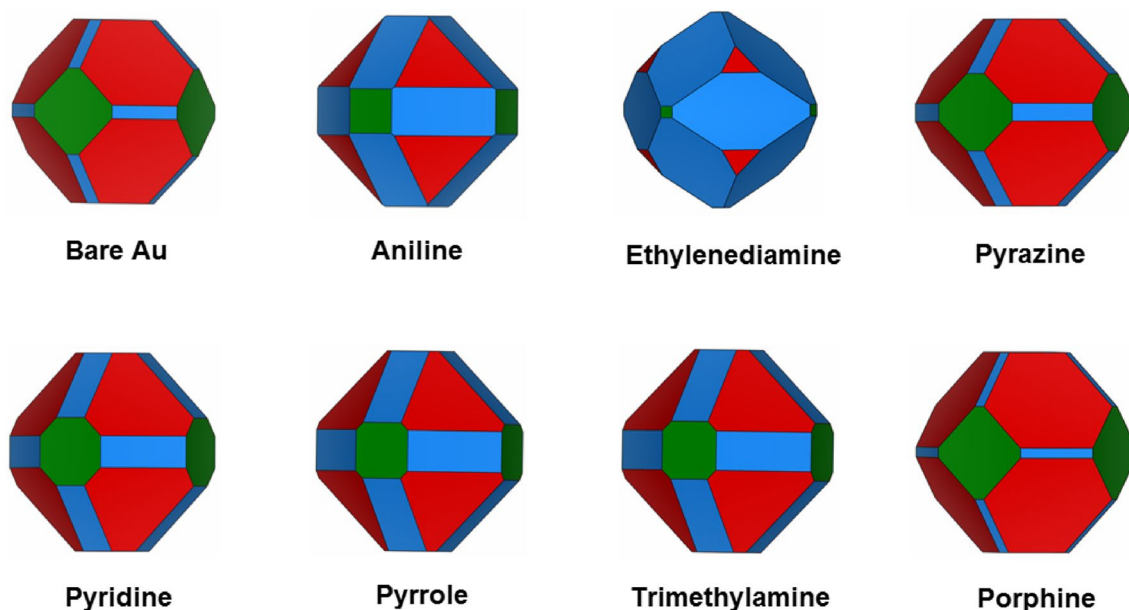 Bare Au
Aniline
Ethylenediamine
Pyrazine
Pyridine
Pyrrole
Trimethylamine
Porphine